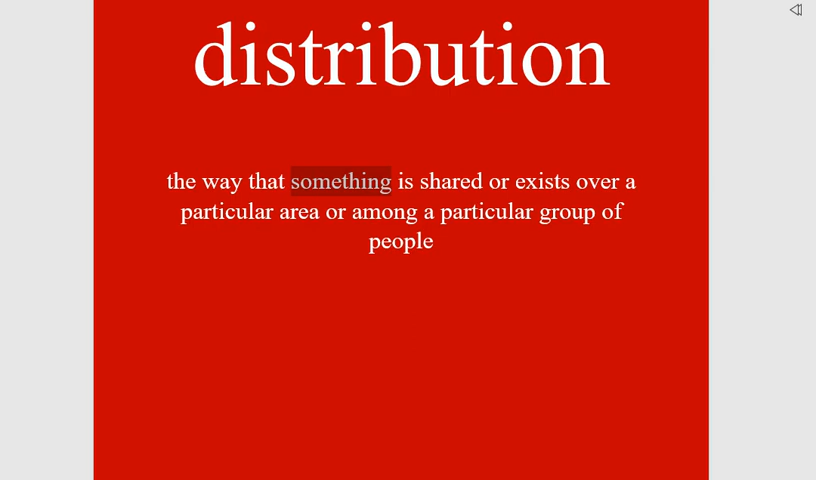 distribution
the way that something is shared or exists over a
particular area or among a particular group of
people